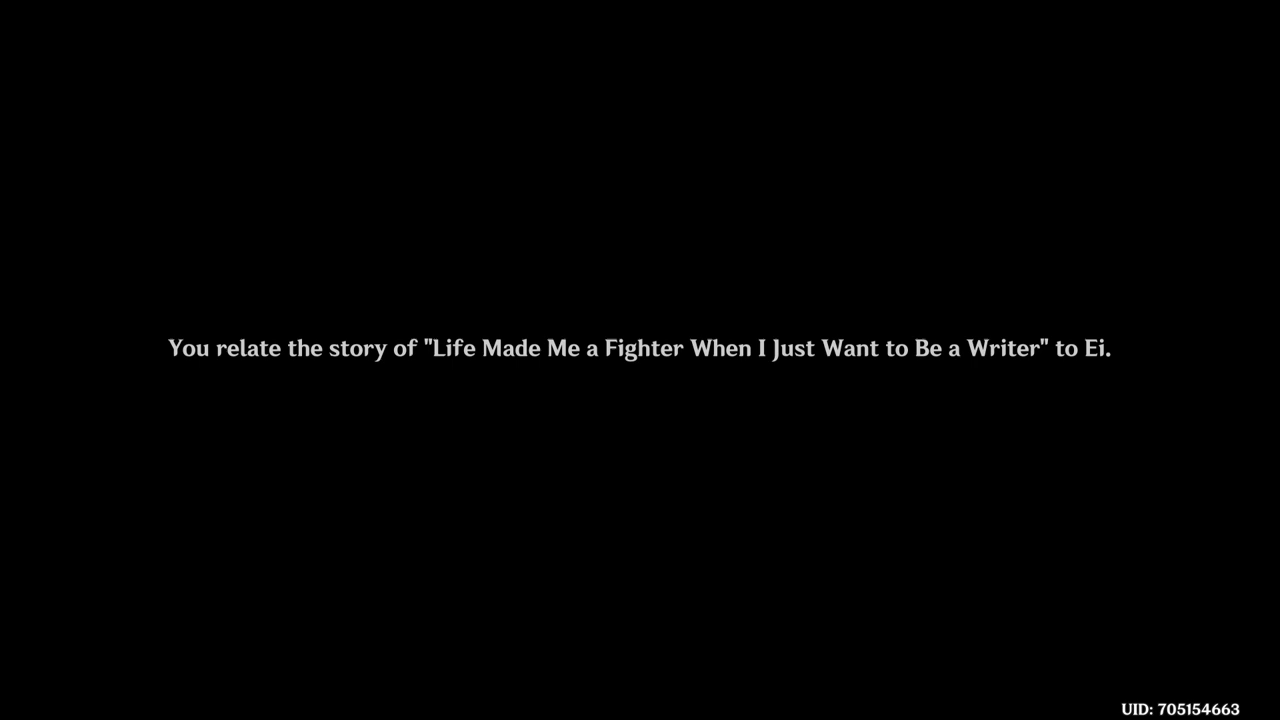 You relate the story of "Life Made Me a Fighter When I Just Want to Be a Writer" to Ei.
UID: 705154663